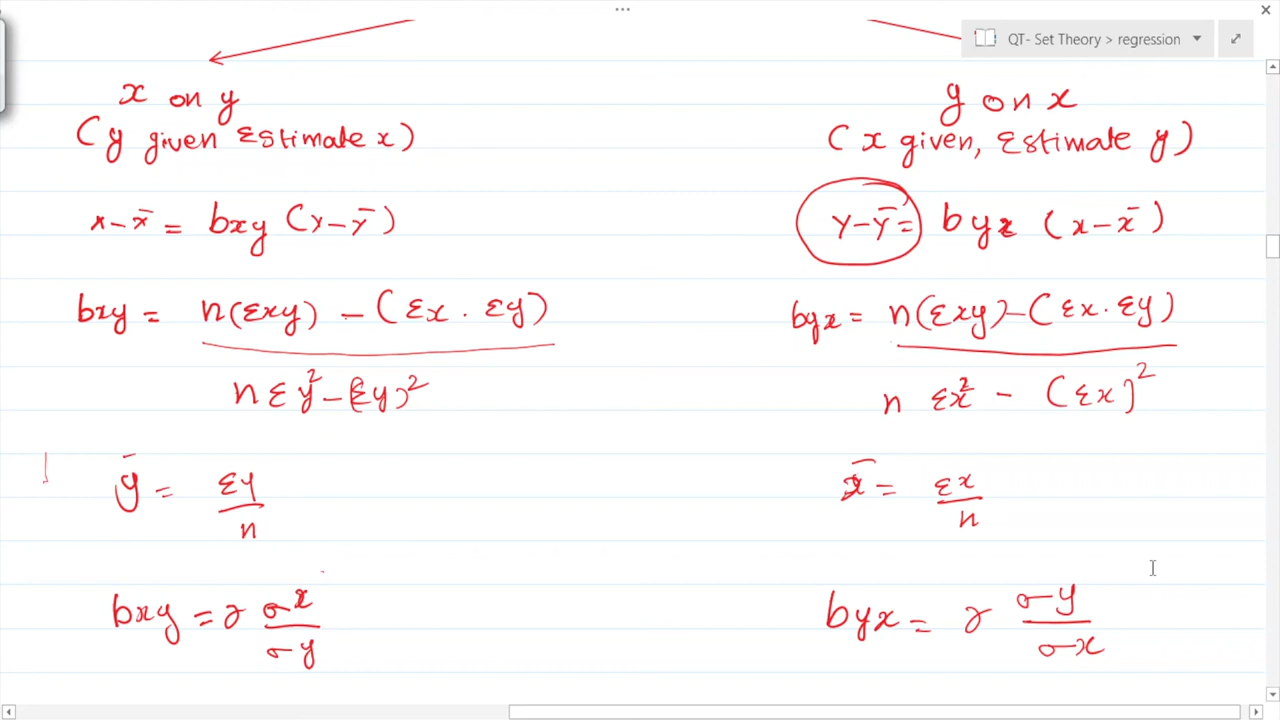 QT- Set Theory > regression
x on y
(y given Estimate x)
x - x̄ = bxy (y - ȳ)
bxy = n(Σxy) - (Σx . Σy)
nΣy² - (Σy)²
ȳ = Σy
n
bxy = r σx
σy
y on x
(x given, Estimate y)
y - ȳ = byx (x - x̄)
byx = n(Σxy) - (Σx . Σy)
n Σx² - (Σx)²
x̄ = Σx
n
byx = r σy
σx